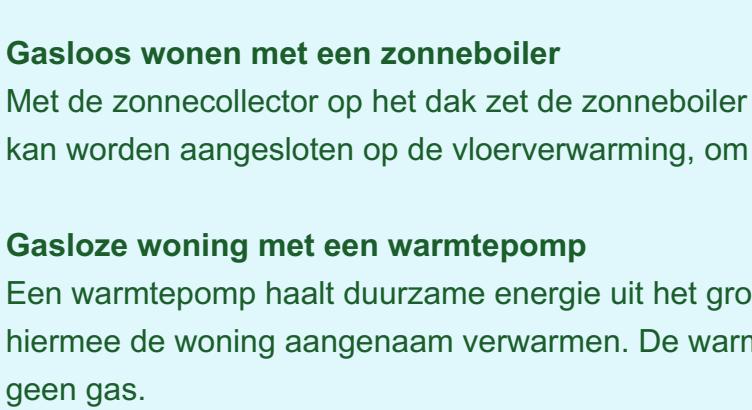 Gasloos wonen met een zonneboiler
Met de zonnecollector op het dak zet de zonneboiler
kan worden aangesloten op de vloerverwarming, om
Gasloze woning met een warmtepomp
Een warmtepomp haalt duurzame energie uit het
hiermee de woning aangenaam verwarmen. De
geen gas.